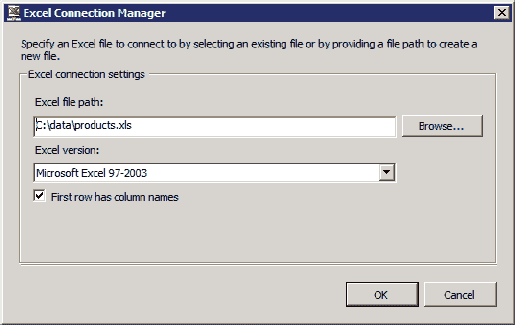 Excel Connection Manager
Specify an Excel file to connect to by selecting an existing file or by providing a file path to create a
new file.
Excel connection settings
Excel file path:
C:\data\products.xls
Browse...
Excel version:
Microsoft Excel 97-2003
First row has column names
OK
Cancel